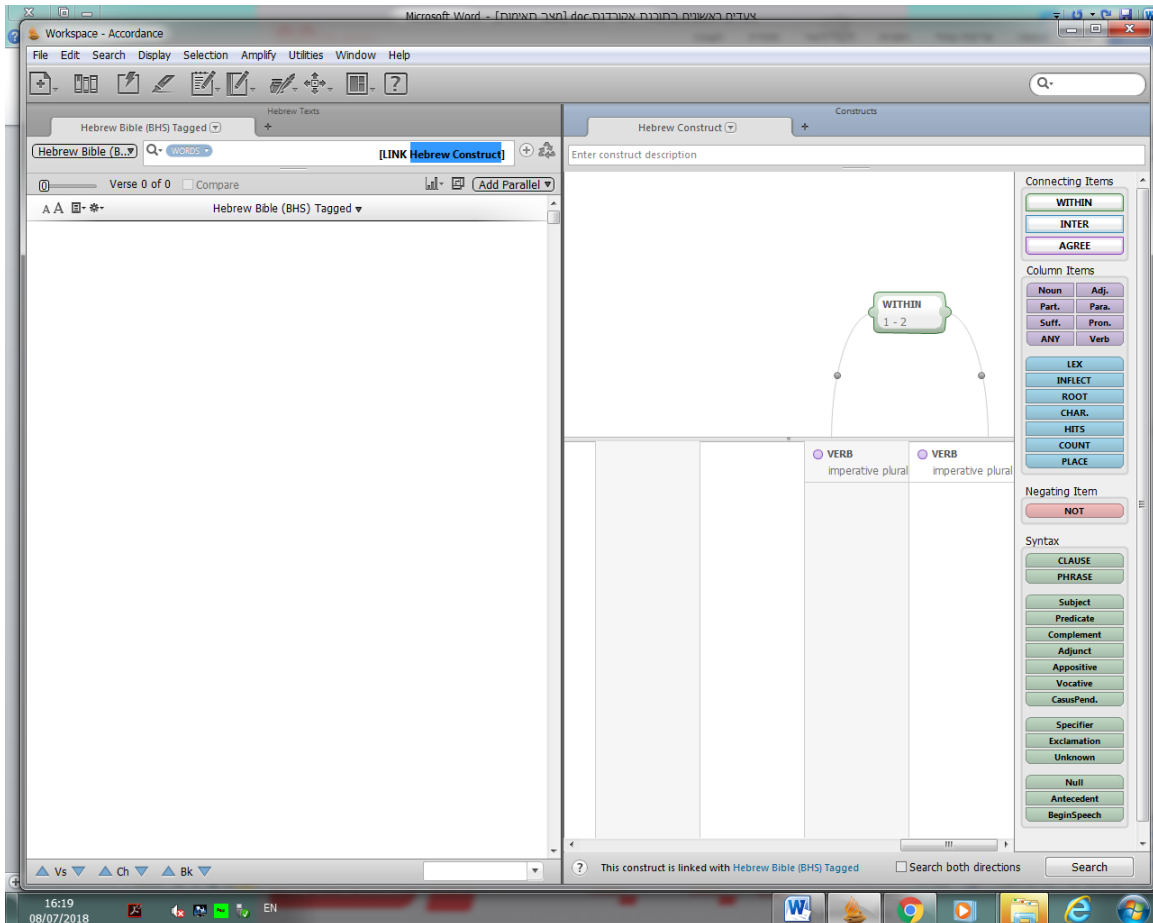 Microsoft Word - [מצב תאימות] doc.צעדים ראשונים בתוכנת אקורדנס
Workspace - Accordance
File Edit Search Display Selection Amplify Utilities Window Help
Hebrew Texts
Hebrew Bible (BHS) Tagged
+
Hebrew Bible (B..
WORDS
[LINK Hebrew Construct]
0
Verse 0 of 0
Compare
Add Parallel
A A
Hebrew Bible (BHS) Tagged
Vs Ch Bk
Constructs
Hebrew Construct
+
Enter construct description
WITHIN
1 - 2
VERB
imperative plural
VERB
imperative plural
Connecting Items
WITHIN
INTER
AGREE
Column Items
Noun Adj.
Part. Para.
Suff. Pron.
ANY Verb
LEX
INFLECT
ROOT
CHAR.
HITS
COUNT
PLACE
Negating Item
NOT
Syntax
CLAUSE
PHRASE
Subject
Predicate
Complement
Adjunct
Appositive
Vocative
CasusPend.
Specifier
Exclamation
Unknown
Null
Antecedent
BeginSpeech
? This construct is linked with Hebrew Bible (BHS) Tagged
Search both directions
Search
16:19
08/07/2018
EN